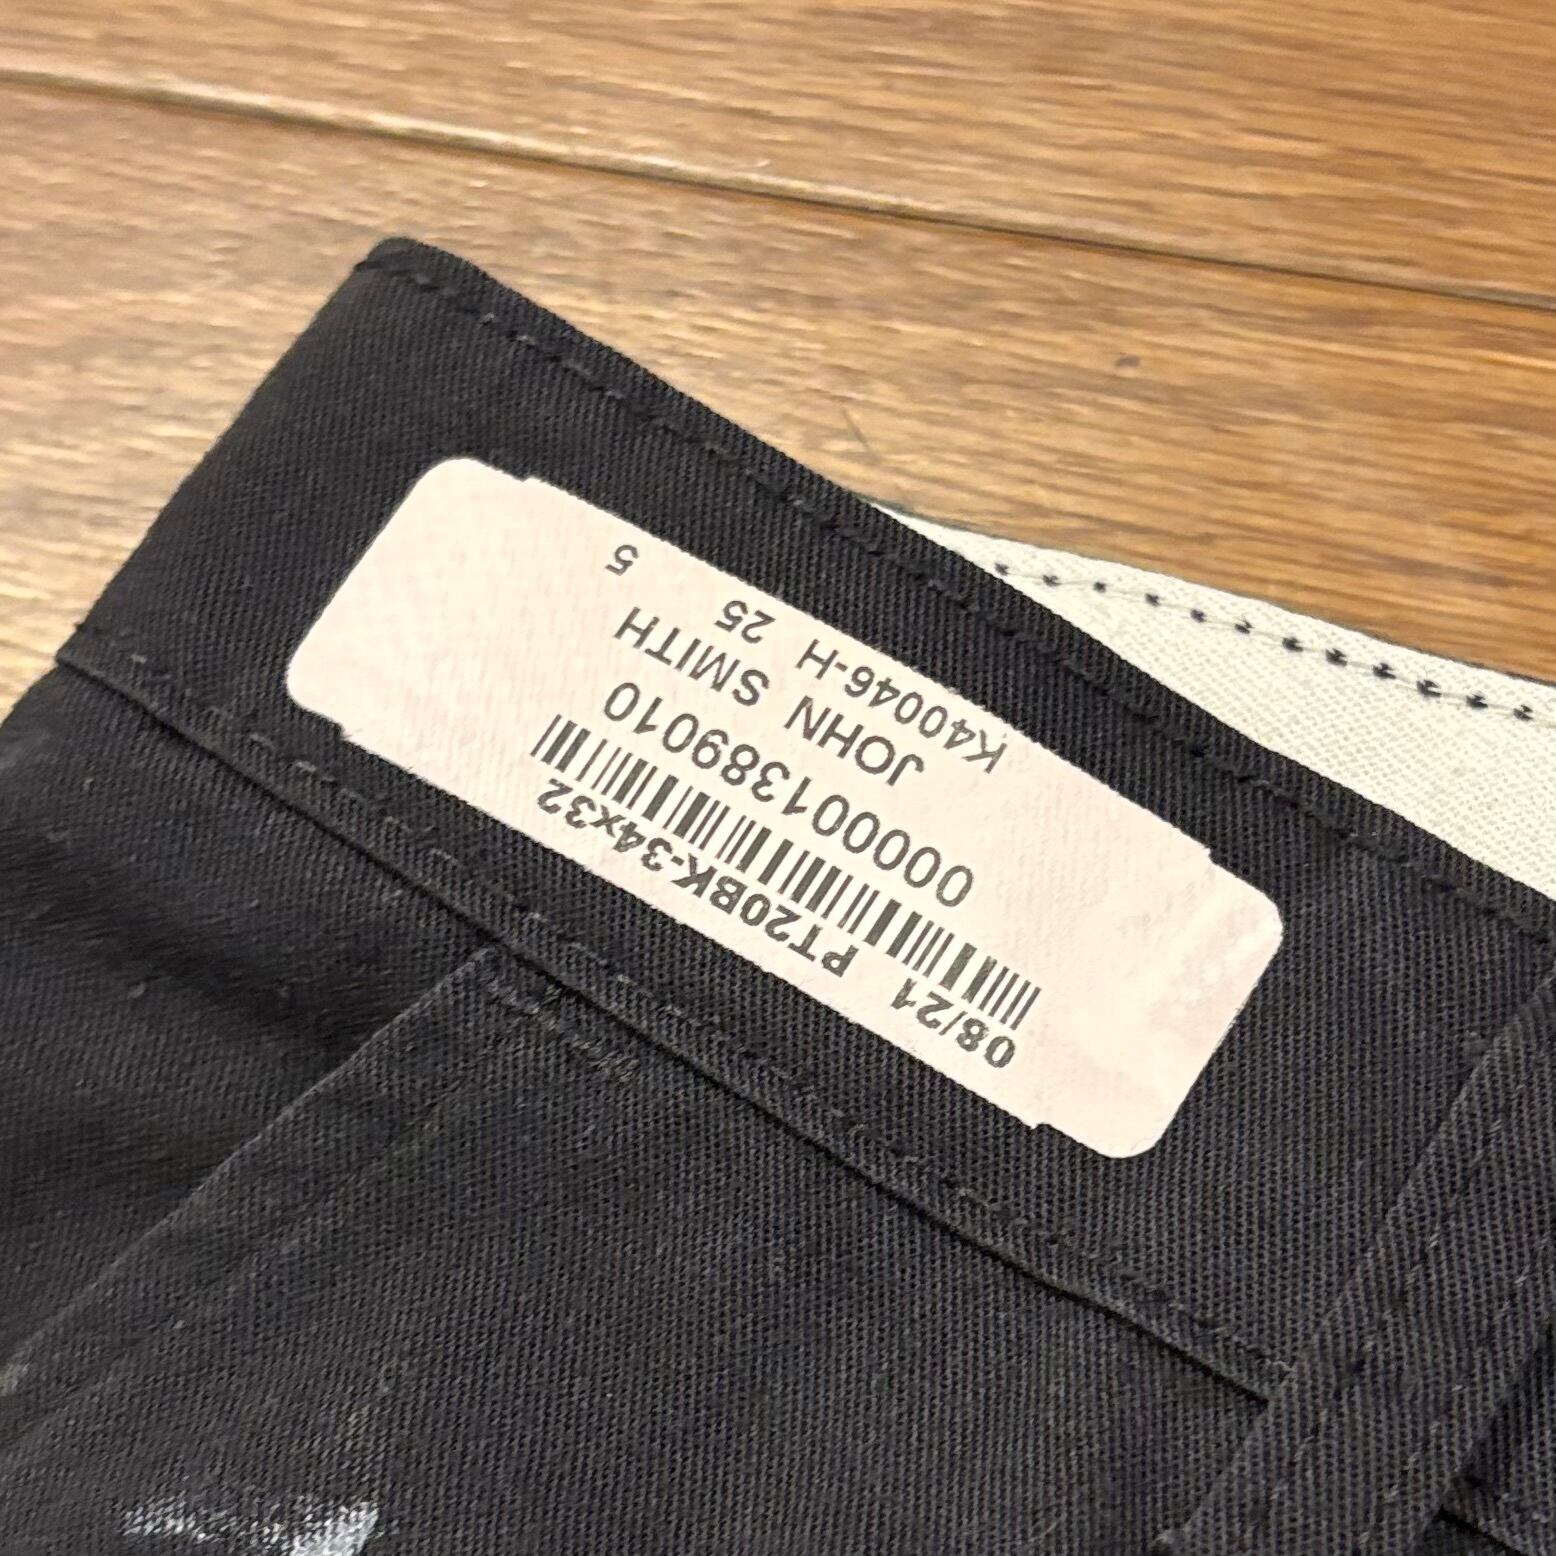 08/21 PT20BK-34x32
000001389010
JOHN SMITH
K40046-H 25 5